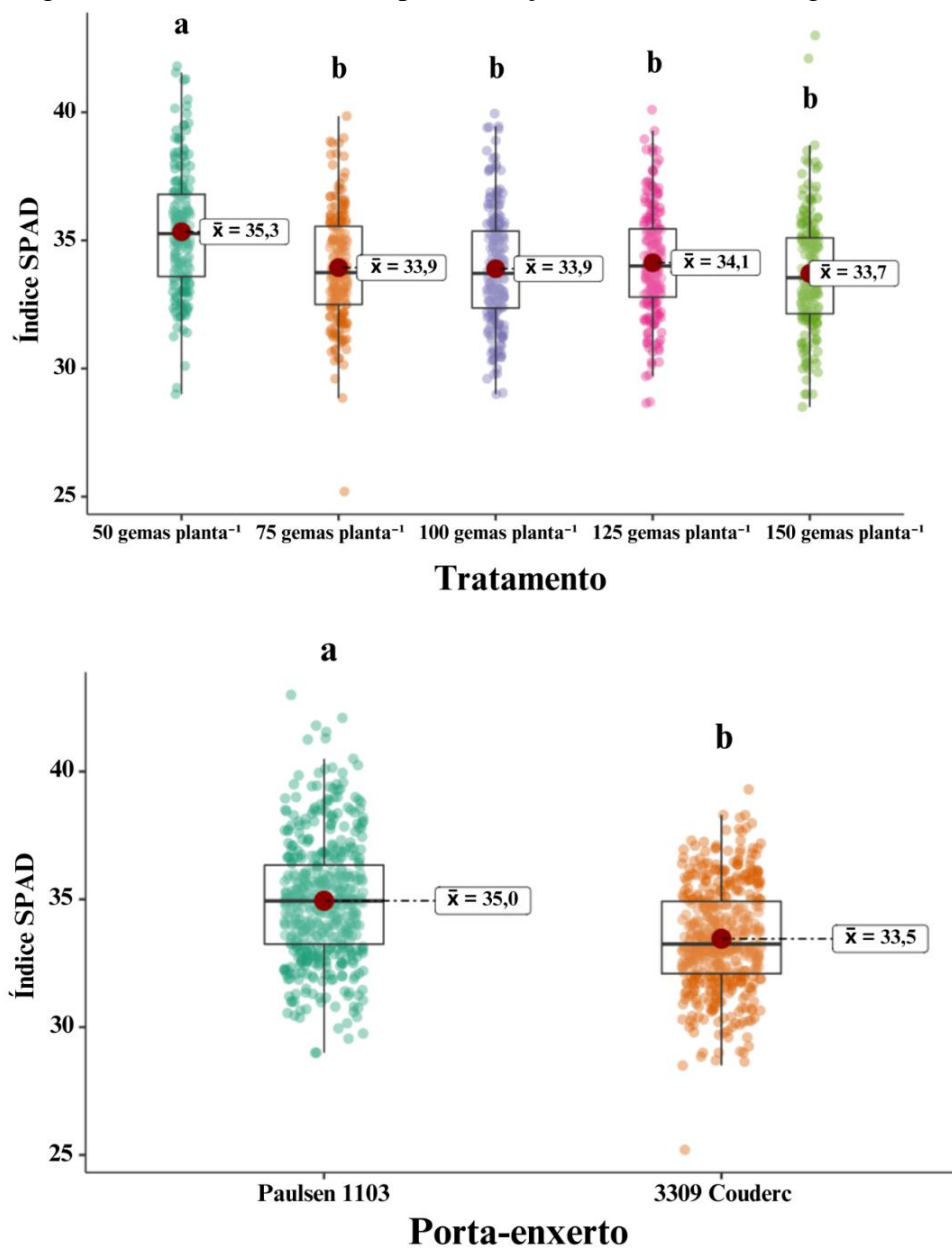 a
b
b
b
b
40
35
30
25
Índice SPAD
x̄ = 35,3
x̄ = 33,9
x̄ = 33,9
x̄ = 34,1
x̄ = 33,7
50 gemas planta⁻¹
75 gemas planta⁻¹
100 gemas planta⁻¹
125 gemas planta⁻¹
150 gemas planta⁻¹
Tratamento
a
b
40
35
30
25
Índice SPAD
x̄ = 35,0
x̄ = 33,5
Paulsen 1103
3309 Couderc
Porta-enxerto